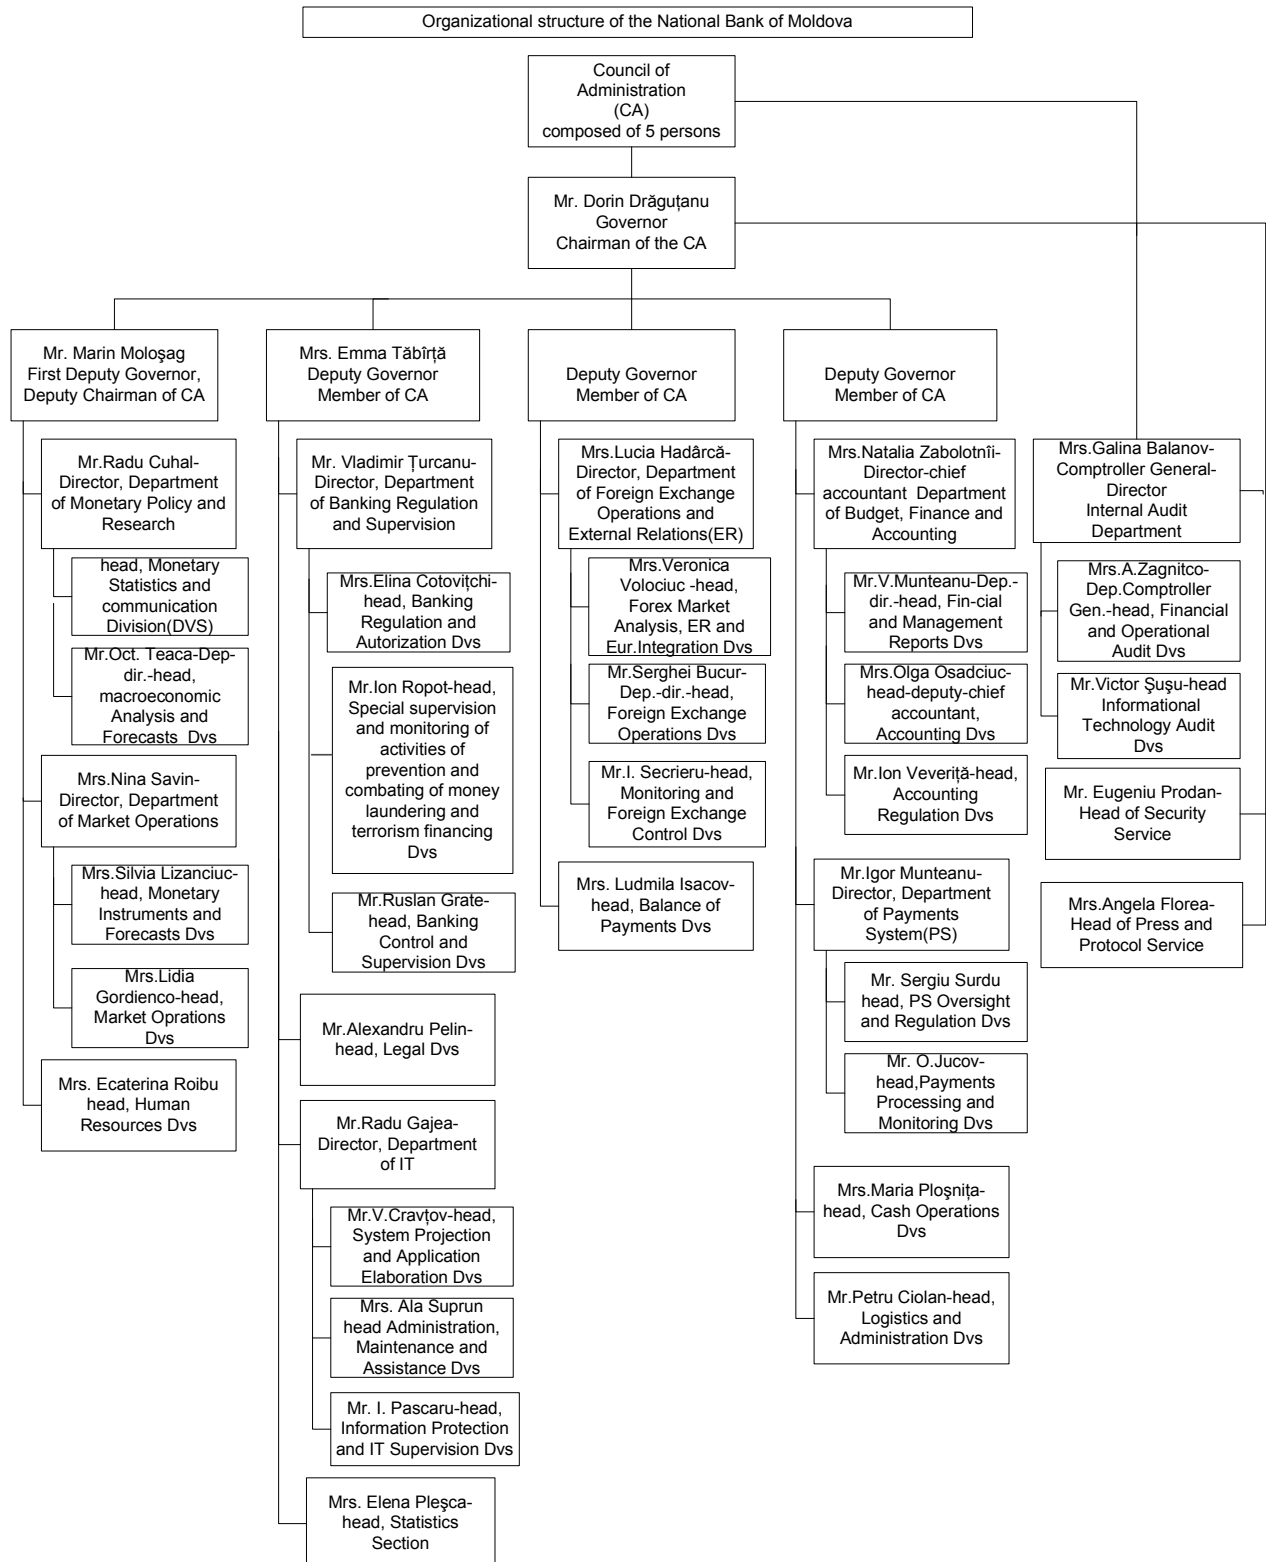 Organizational structure of the National Bank of Moldova
Council of
Administration
(CA)
composed of 5 persons
Mr. Dorin Drăguțanu
Governor
Chairman of the CA
Mr. Marin Moloşag
First Deputy Governor,
Deputy Chairman of CA
Mr.Radu Cuhal-
Director, Department
of Monetary Policy and
Research
head, Monetary
Statistics and
communication
Division(DVS)
Mr.Oct. Teaca-Dep-
dir.-head,
macroeconomic
Analysis and
Forecasts Dvs
Mrs.Nina Savin-
Director, Department
of Market Operations
Mrs.Silvia Lizanciuc-
head, Monetary
Instruments and
Forecasts Dvs
Mrs.Lidia
Gordienco-head,
Market Oprations
Dvs
Mrs. Ecaterina Roibu
head, Human
Resources Dvs
Mrs. Emma Tăbîrță
Deputy Governor
Member of CA
Mr. Vladimir Țurcanu-
Director, Department
of Banking Regulation
and Supervision
Mrs.Elina Cotovițchi-
head, Banking
Regulation and
Autorization Dvs
Mr.Ion Ropot-head,
Special supervision
and monitoring of
activities of
prevention and
combating of money
laundering and
terrorism financing
Dvs
Mr.Ruslan Grate-
head, Banking
Control and
Supervision Dvs
Mr.Alexandru Pelin-
head, Legal Dvs
Mr.Radu Gajea-
Director, Department
of IT
Mr.V.Cravțov-head,
System Projection
and Application
Elaboration Dvs
Mrs. Ala Suprun
head Administration,
Maintenance and
Assistance Dvs
Mr. I. Pascaru-head,
Information Protection
and IT Supervision Dvs
Mrs. Elena Pleşca-
head, Statistics
Section
Deputy Governor
Member of CA
Mrs.Lucia Hadârcă-
Director, Department
of Foreign Exchange
Operations and
External Relations(ER)
Mrs.Veronica
Volociuc -head,
Forex Market
Analysis, ER and
Eur.Integration Dvs
Mr.Serghei Bucur-
Dep.-dir.-head,
Foreign Exchange
Operations Dvs
Mr.I. Secrieru-head,
Monitoring and
Foreign Exchange
Control Dvs
Mrs. Ludmila Isacov-
head, Balance of
Payments Dvs
Deputy Governor
Member of CA
Mrs.Natalia Zabolotnîi-
Director-chief
accountant Department
of Budget, Finance and
Accounting
Mr.V.Munteanu-Dep.-
dir.-head, Fin-cial
and Management
Reports Dvs
Mrs.Olga Osadciuc-
head-deputy-chief
accountant,
Accounting Dvs
Mr.Ion Veveriță-head,
Accounting
Regulation Dvs
Mr.Igor Munteanu-
Director, Department
of Payments
System(PS)
Mr. Sergiu Surdu
head, PS Oversight
and Regulation Dvs
Mr. O.Jucov-
head,Payments
Processing and
Monitoring Dvs
Mrs.Maria Ploşnița-
head, Cash Operations
Dvs
Mr.Petru Ciolan-head,
Logistics and
Administration Dvs
Mrs.Galina Balanov-
Comptroller General-
Director
Internal Audit
Department
Mrs.A.Zagnitco-
Dep.Comptroller
Gen.-head, Financial
and Operational
Audit Dvs
Mr.Victor Şuşu-head
Informational
Technology Audit
Dvs
Mr. Eugeniu Prodan-
Head of Security
Service
Mrs.Angela Florea-
Head of Press and
Protocol Service